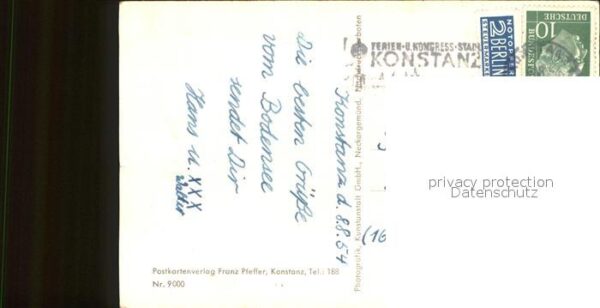 Konstanz d. 8.8.54
Die besten Grüße
vom Bodensee
sendet Dir
Hans u. XXX
Walter
Postkartenverlag Franz Pfeffer, Konstanz, Tel.: 188
Nr. 9000
Photografik, Kunstanstalt GmbH., Neckargemünd,
FERIEN-U. KONGRESS-STADT
KONSTANZ
NOTOPFER
2 BERLIN
STEUERMARKE
10
DEUTSCHE
BUNDESPOST
(16
privacy protection
Datenschutz